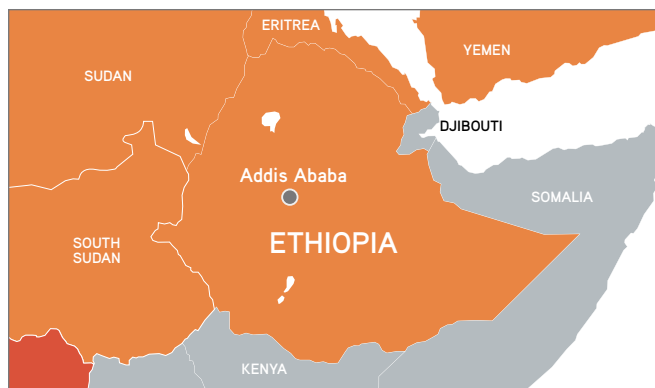 ERITREA
YEMEN
SUDAN
DJIBOUTI
Addis Ababa
SOMALIA
ETHIOPIA
SOUTH
SUDAN
KENYA